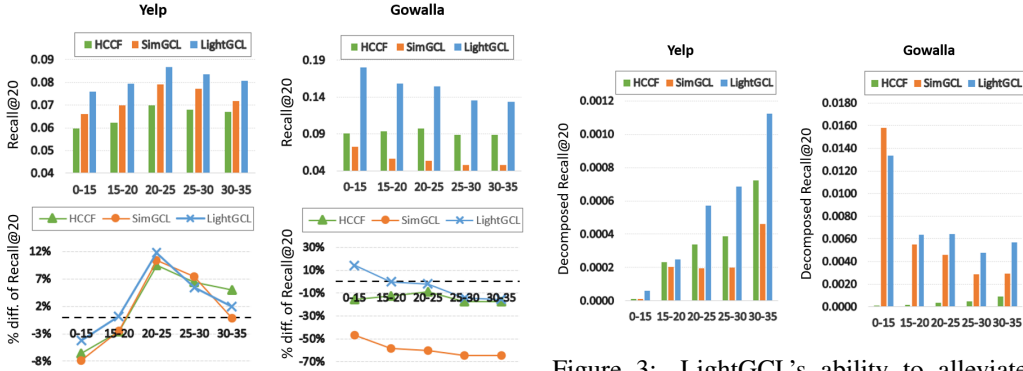 Yelp
HCCF SimGCL LightGCL
Recall@20
0.09
0.08
0.07
0.06
0.05
0.04
0-15 15-20 20-25 25-30 30-35
Gowalla
HCCF SimGCL LightGCL
Recall@20
0.19
0.14
0.09
0.04
0-15 15-20 20-25 25-30 30-35
HCCF SimGCL LightGCL
% diff. of Recall@20
12%
7%
2%
-3%
-8%
0-15 15-20 20-25 25-30 30-35
HCCF SimGCL LightGCL
% diff. of Recall@20
30%
10%
-10%
-30%
-50%
-70%
0-15 15-20 20-25 25-30 30-35
Yelp
HCCF SimGCL LightGCL
Decomposed Recall@20
0.0012
0.0010
0.0008
0.0006
0.0004
0.0002
0.0000
0-15 15-20 20-25 25-30 30-35
Gowalla
HCCF SimGCL LightGCL
Decomposed Recall@20
0.0180
0.0160
0.0140
0.0120
0.0100
0.0080
0.0060
0.0040
0.0020
0.0000
0-15 15-20 20-25 25-30 30-35
Figure 3: LightGCL's ability to alleviate